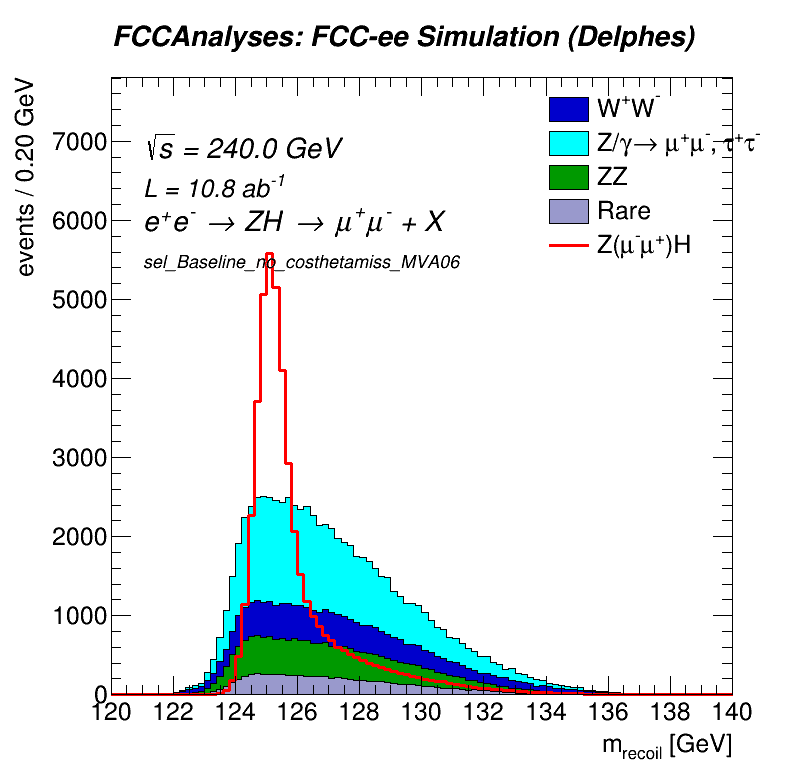 FCCAnalyses: FCC-ee Simulation (Delphes)
events / 0.20 GeV
√s = 240.0 GeV
L = 10.8 ab⁻¹
e⁺e⁻ → ZH → μ⁺μ⁻ + X
sel_Baseline_no_costhetamiss_MVA06
W⁺W⁻
Z/γ→ μ⁺μ⁻, τ⁺τ⁻
ZZ
Rare
Z(μ⁻μ⁺)H
7000
6000
5000
4000
3000
2000
1000
0
120 122 124 126 128 130 132 134 136 138 140
m_recoil [GeV]